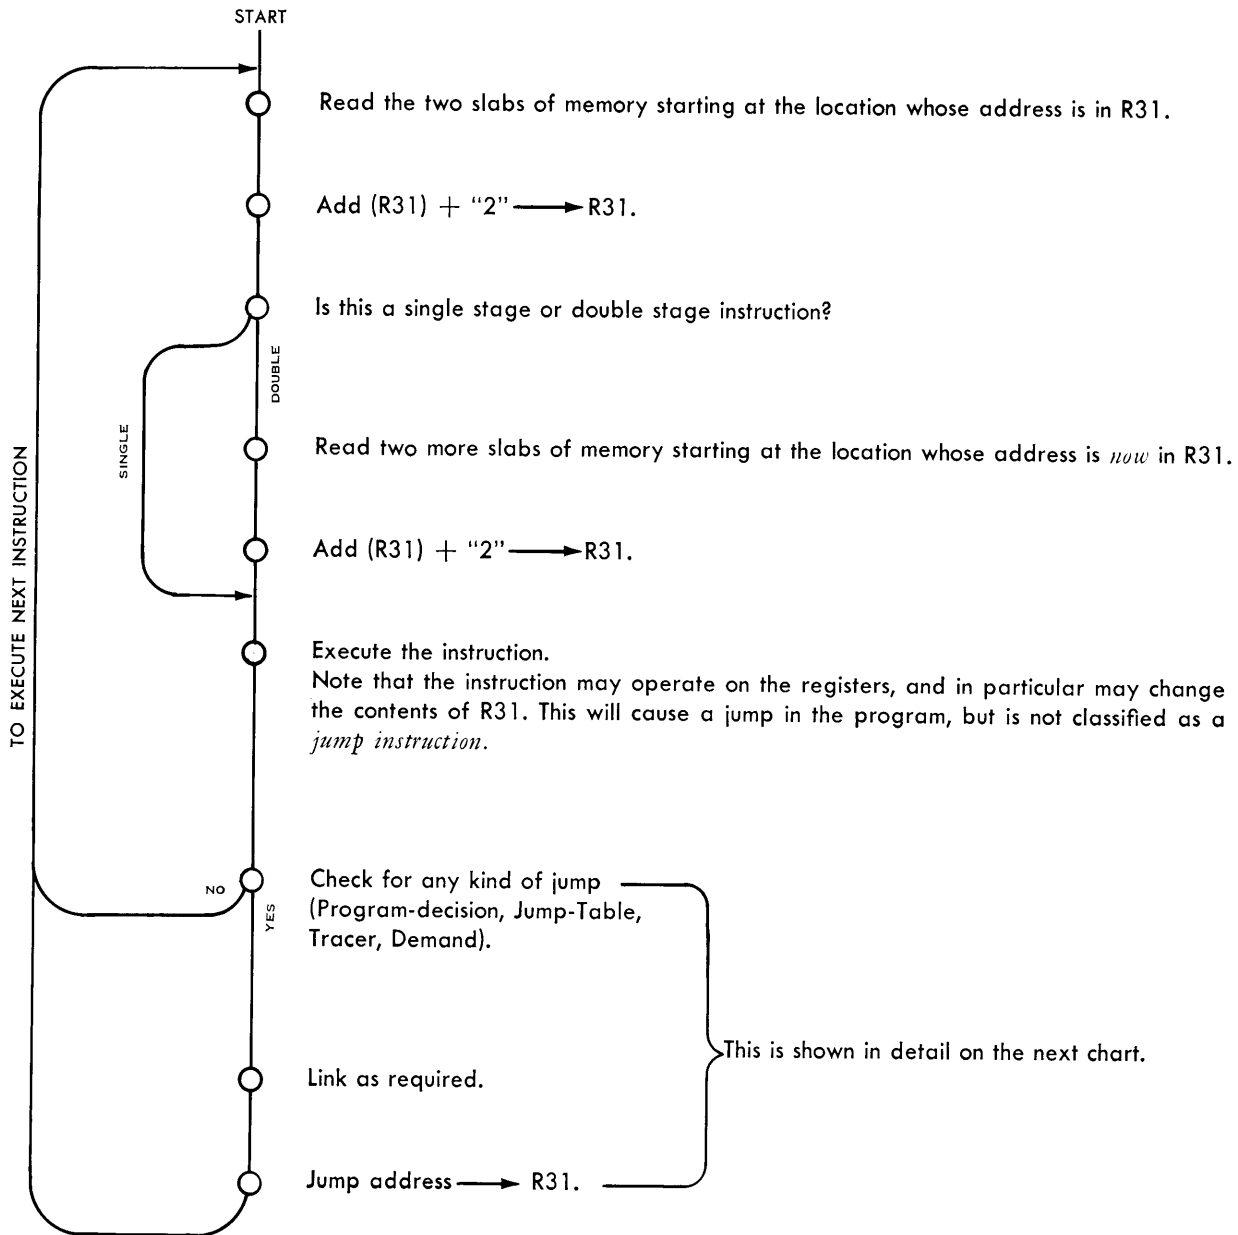 START
Read the two slabs of memory starting at the location whose address is in R31.
Add (R31) + “2” → R31.
Is this a single stage or double stage instruction?
DOUBLE
SINGLE
Read two more slabs of memory starting at the location whose address is now in R31.
Add (R31) + “2” → R31.
TO EXECUTE NEXT INSTRUCTION
Execute the instruction.
Note that the instruction may operate on the registers, and in particular may change
the contents of R31. This will cause a jump in the program, but is not classified as a
jump instruction.
NO
YES
Check for any kind of jump
(Program-decision, Jump-Table,
Tracer, Demand).
This is shown in detail on the next chart.
Link as required.
Jump address → R31.